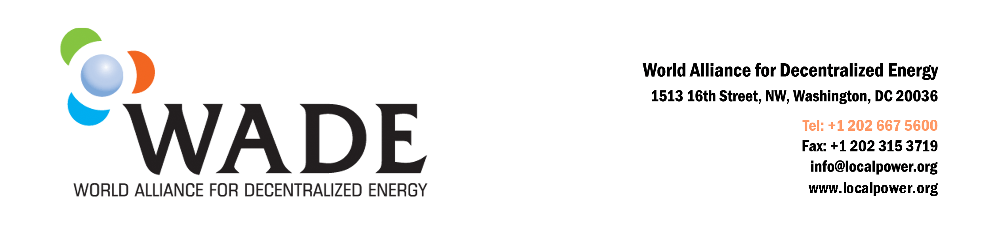 WADE
WORLD ALLIANCE FOR DECENTRALIZED ENERGY
World Alliance for Decentralized Energy
1513 16th Street, NW, Washington, DC 20036
Tel: +1 202 667 5600
Fax: +1 202 315 3719
info@localpower.org
www.localpower.org